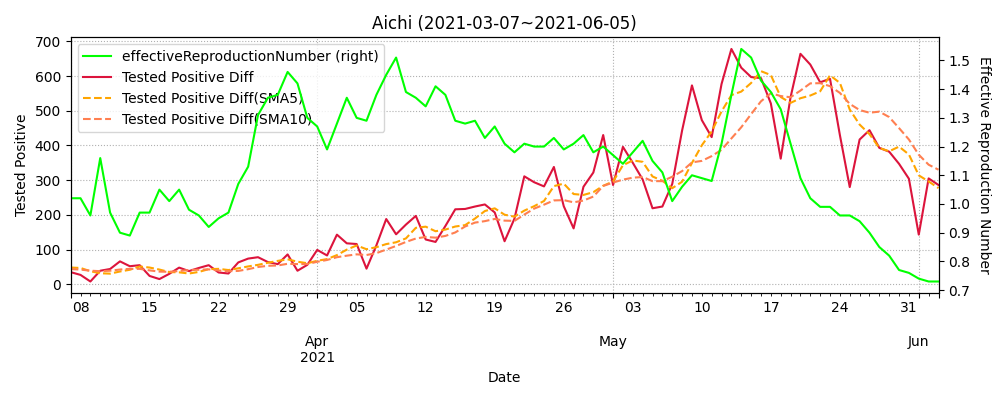 Aichi (2021-03-07~2021-06-05)
effectiveReproductionNumber (right)
Tested Positive Diff
Tested Positive Diff(SMA5)
Tested Positive Diff(SMA10)
Tested Positive
700
600
500
400
300
200
100
0
Effective Reproduction Number
1.5
1.4
1.3
1.2
1.1
1.0
0.9
0.8
0.7
08 15 22 29 05 12 19 26 03 10 17 24 31
Apr May Jun
2021
Date